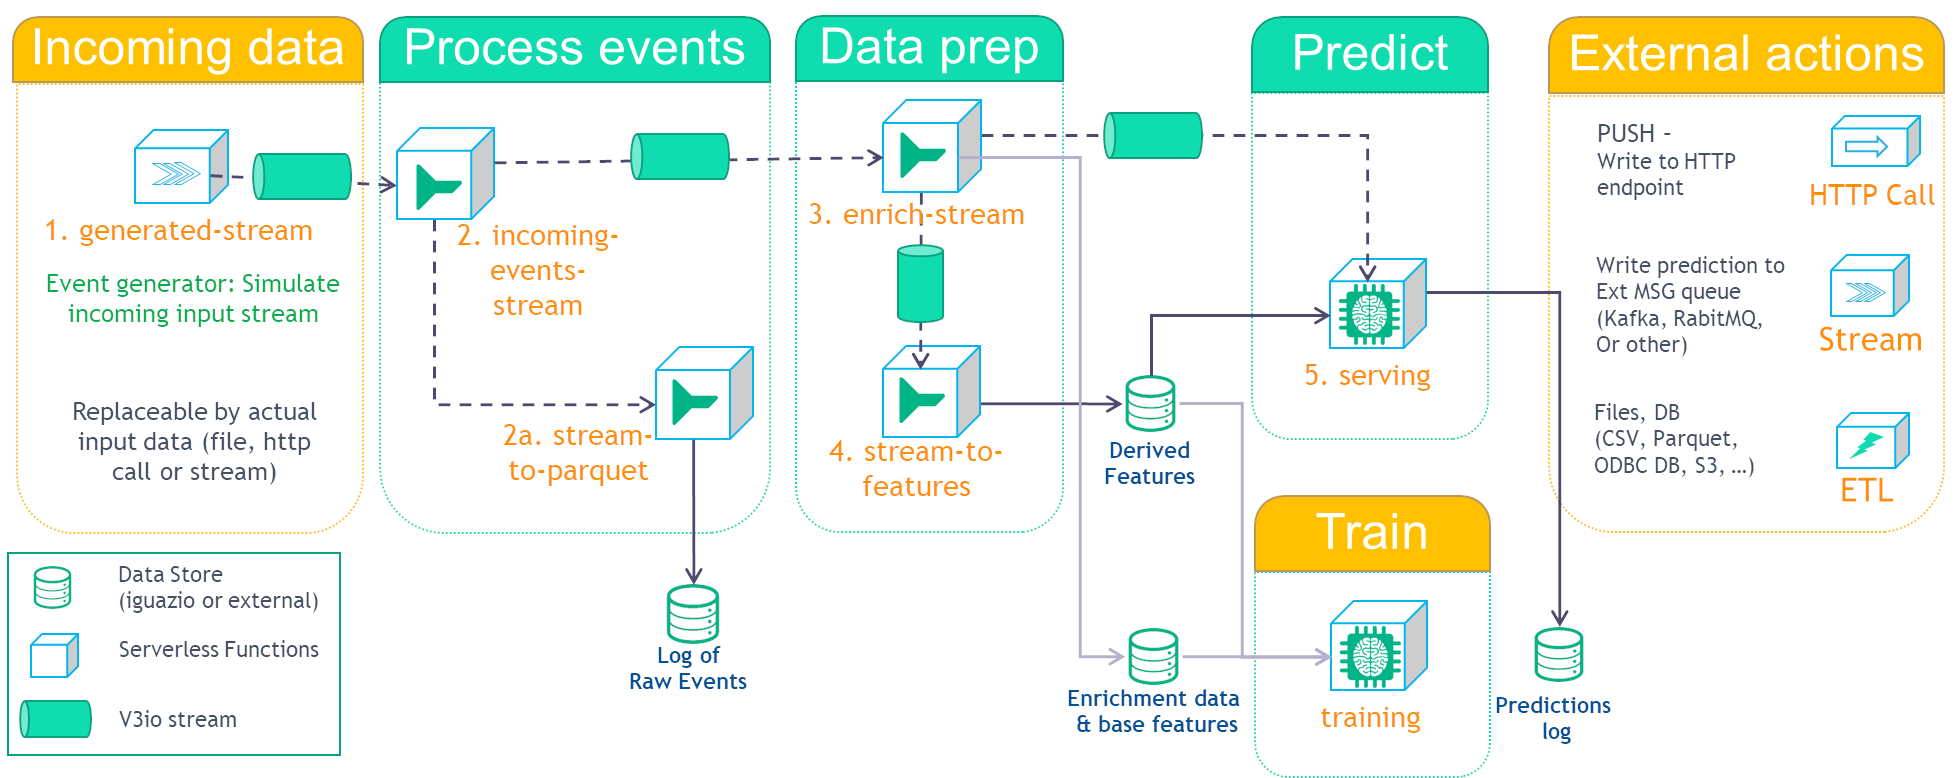 Incoming data
1. generated-stream
Event generator: Simulate
incoming input stream
Replaceable by actual
input data (file, http
call or stream)
Process events
2. incoming-
events-
stream
2a. stream-
to-parquet
Log of
Raw Events
Data prep
3. enrich-stream
4. stream-to-
features
Derived
Features
Enrichment data
& base features
Predict
5. serving
Train
training
External actions
PUSH –
Write to HTTP
endpoint
HTTP Call
Write prediction to
Ext MSG queue
(Kafka, RabitMQ,
Or other)
Stream
Files, DB
(CSV, Parquet,
ODBC DB, S3, …)
ETL
Predictions
log
Data Store
(iguazio or external)
Serverless Functions
V3io stream